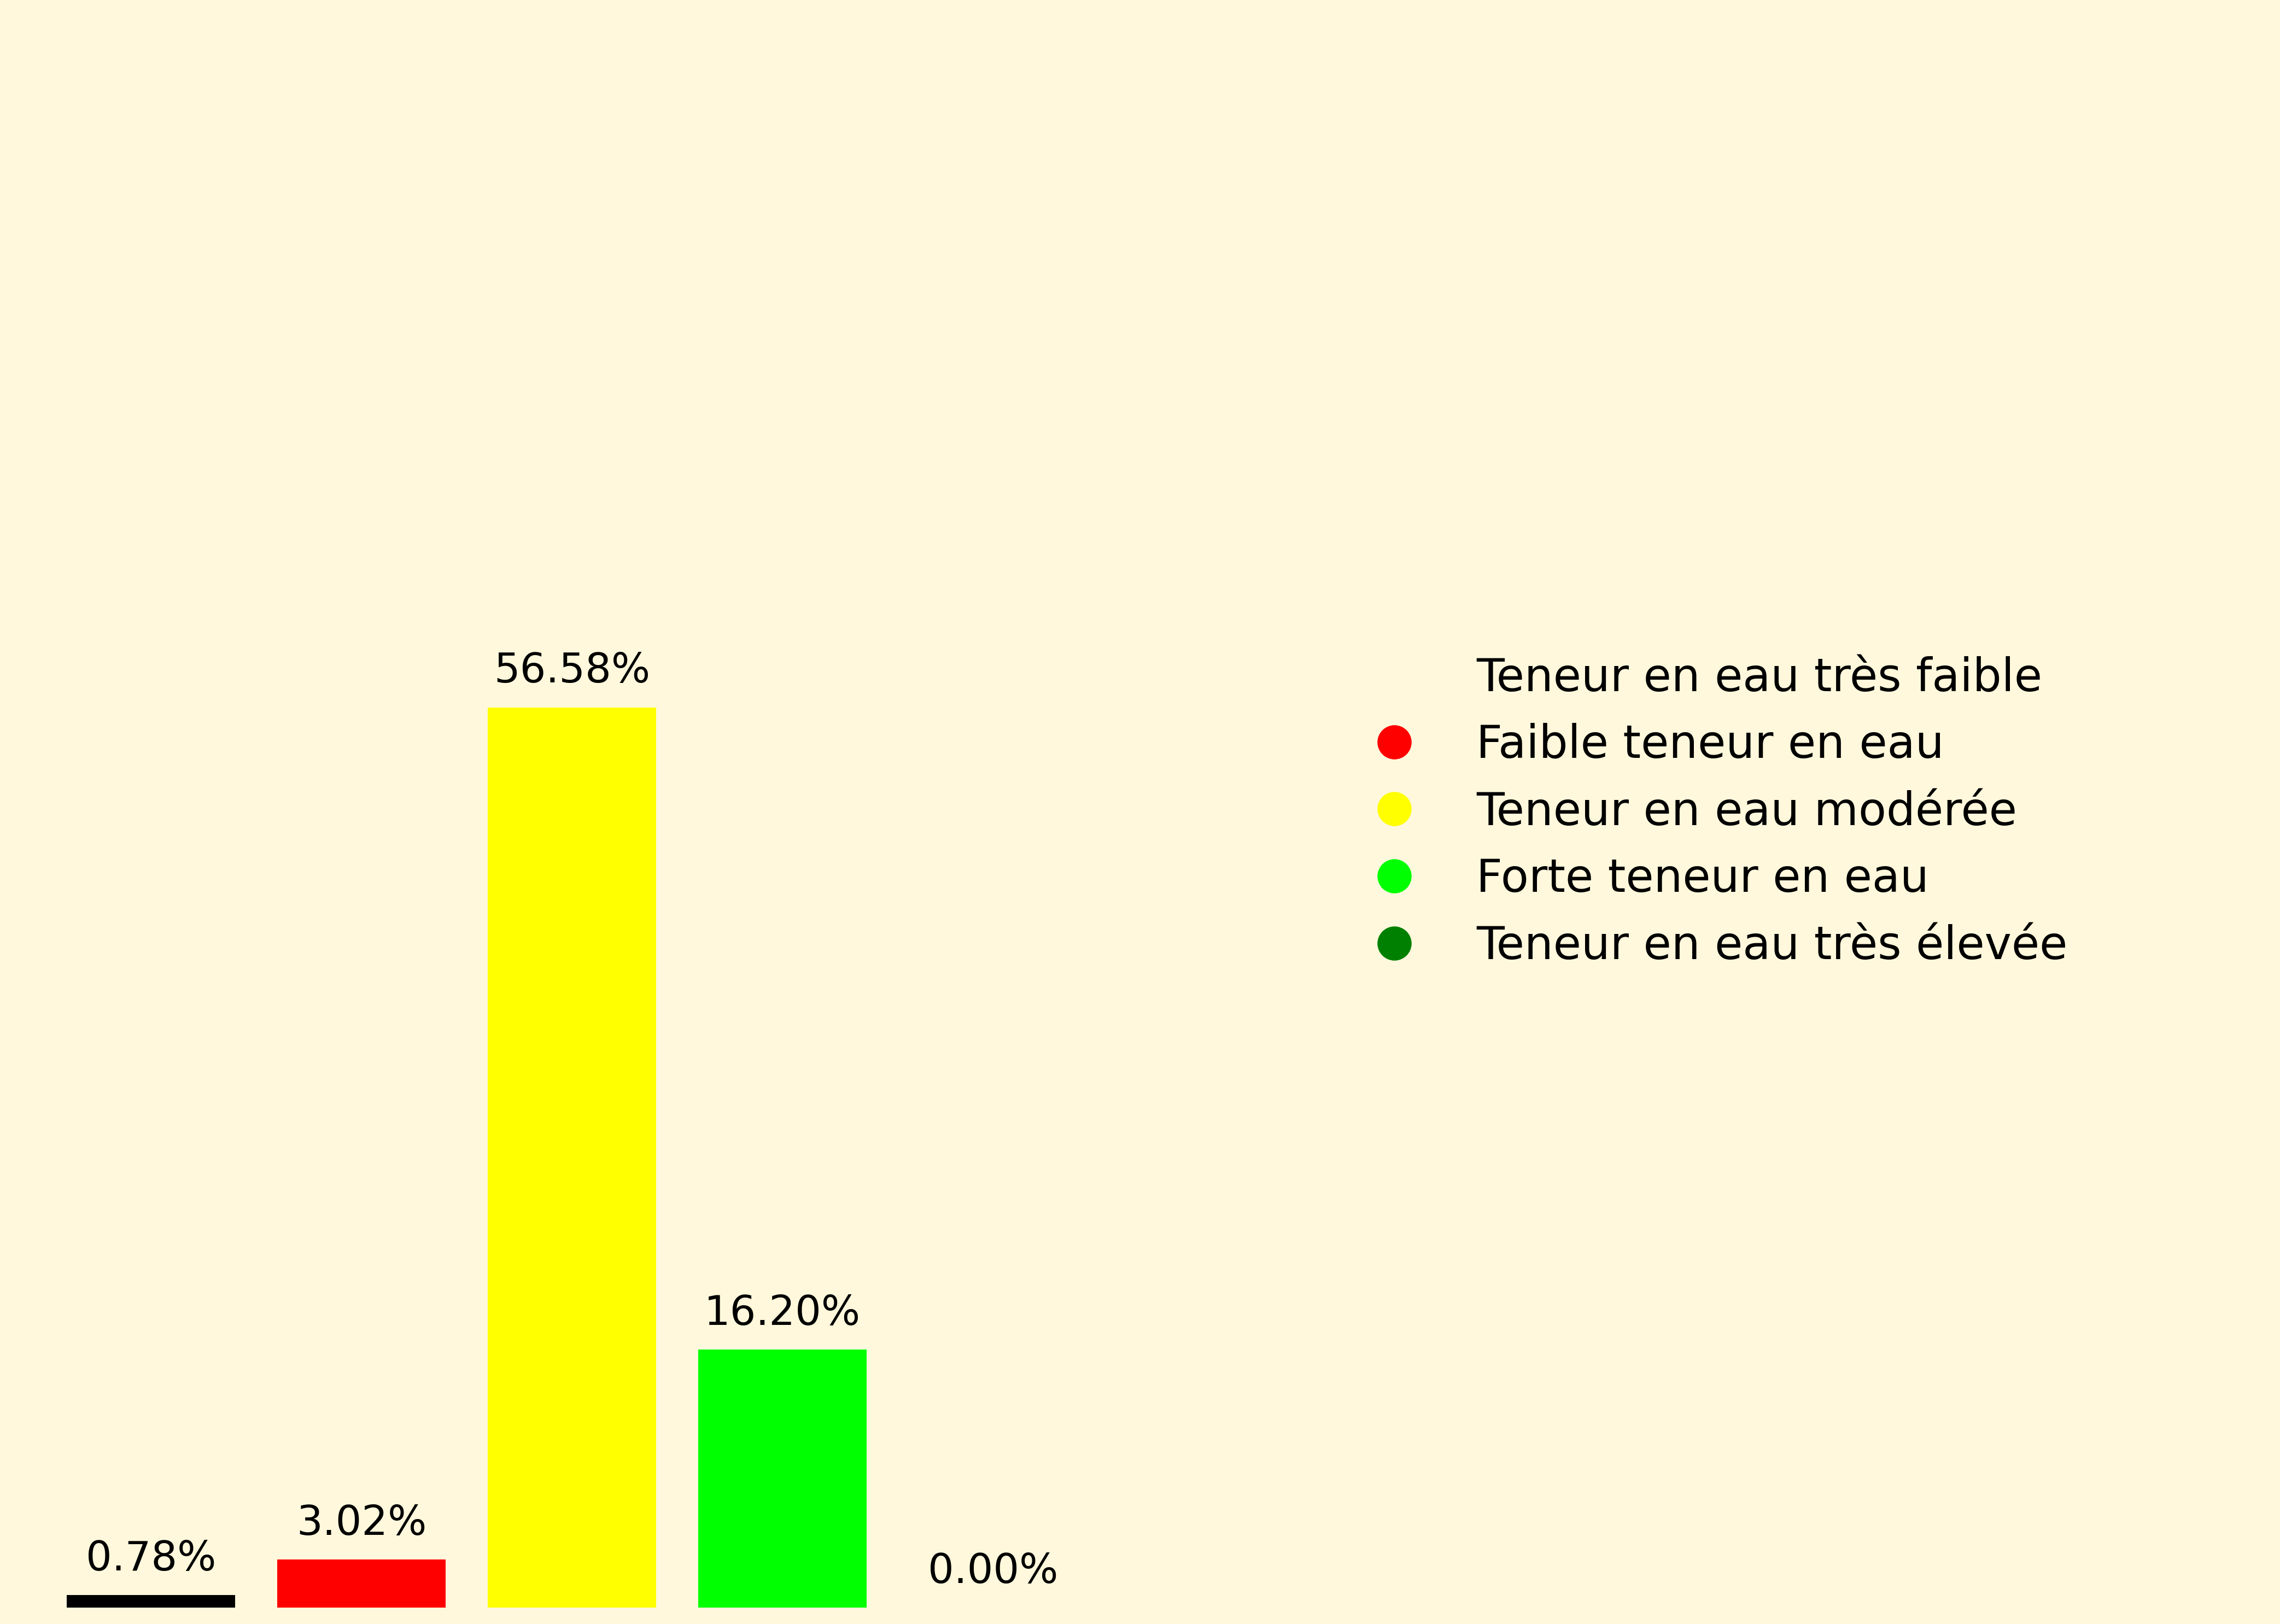 56.58%
16.20%
3.02%
0.78%
0.00%
Teneur en eau très faible
Faible teneur en eau
Teneur en eau modérée
Forte teneur en eau
Teneur en eau très élevée